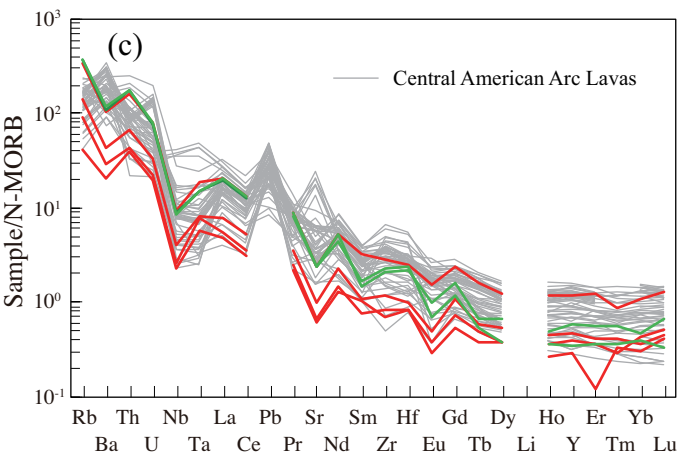 10³
(c)
Central American Arc Lavas
10²
10¹
10⁰
10⁻¹
Sample/N-MORB
Rb Th Nb La Pb Sr Sm Hf Gd Dy Ho Er Yb
Ba U Ta Ce Pr Nd Zr Eu Tb Li Y Tm Lu